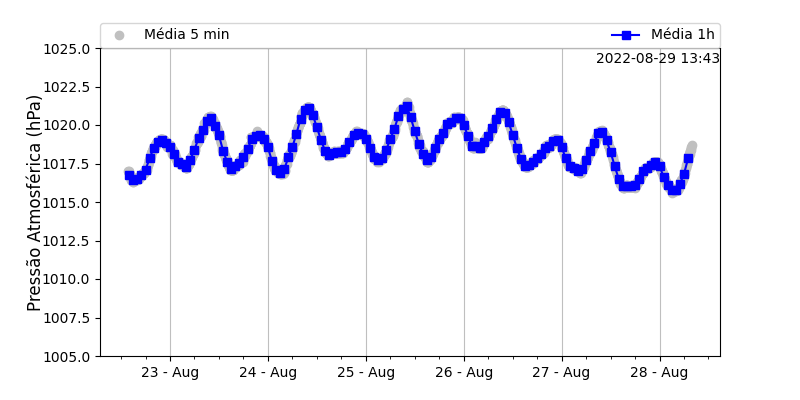 Média 5 min
Média 1h
2022-08-29 13:43
Pressão Atmosférica (hPa)
1025.0
1022.5
1020.0
1017.5
1015.0
1012.5
1010.0
1007.5
1005.0
23 - Aug
24 - Aug
25 - Aug
26 - Aug
27 - Aug
28 - Aug